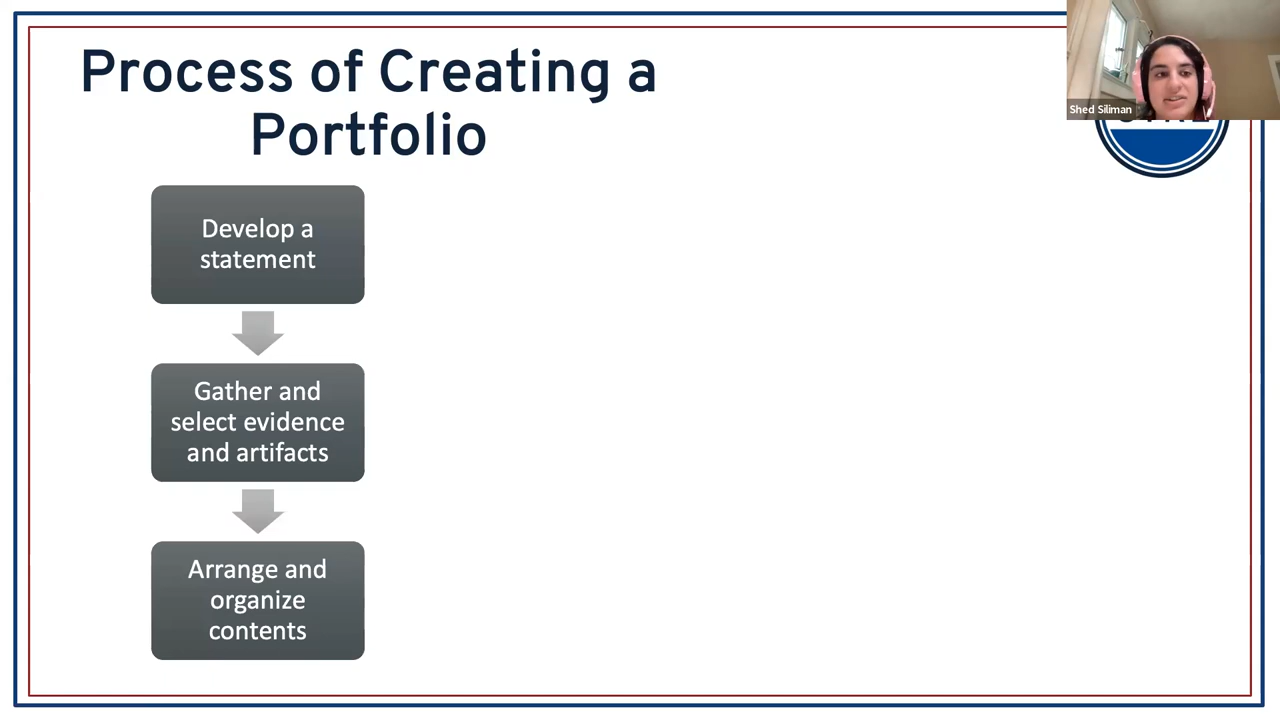 Process of Creating a
Portfolio
Shed Siliman
Develop a
statement
Gather and
select evidence
and artifacts
Arrange and
organize
contents